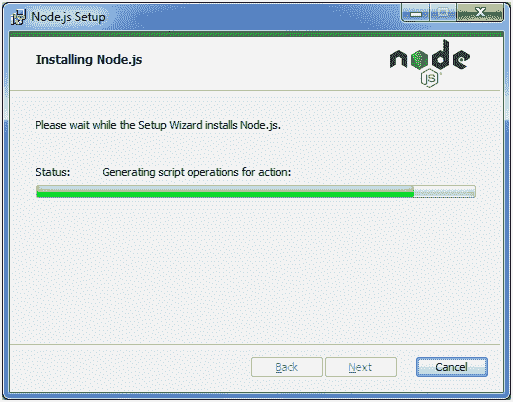 Node.js Setup
Installing Node.js
node
JS
Please wait while the Setup Wizard installs Node.js.
Status: Generating script operations for action:
Back Next Cancel